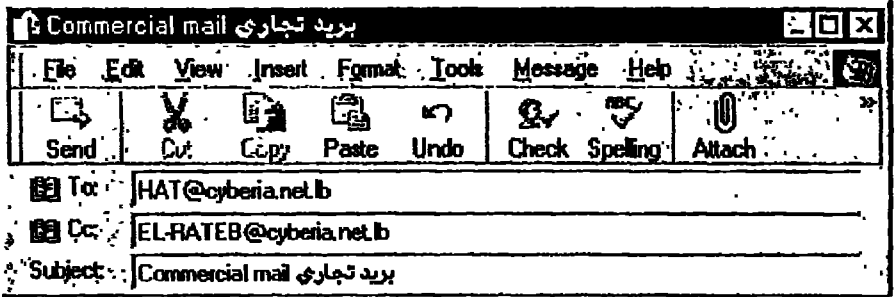 Commercial mail بريد تجاري
File Edit View Insert Format Tools Message Help
Send Cut Copy Paste Undo Check Spelling Attach »
To: HAT@cyberia.net.lb
Cc: EL-RATEB@cyberia.net.lb
Subject: Commercial mail بريد تجاري